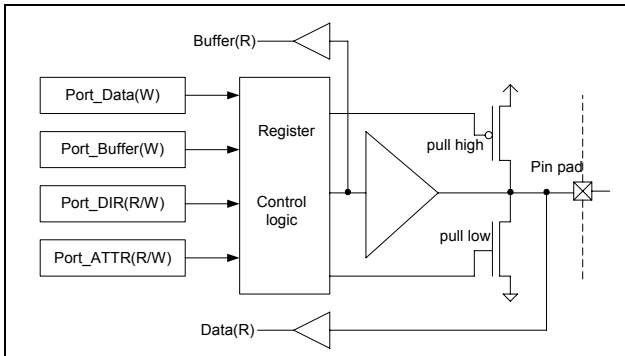 Buffer(R)
Port_Data(W)
Port_Buffer(W)
Port_DIR(R/W)
Port_ATTR(R/W)
Register
Control
logic
pull high
Pin pad
pull low
Data(R)